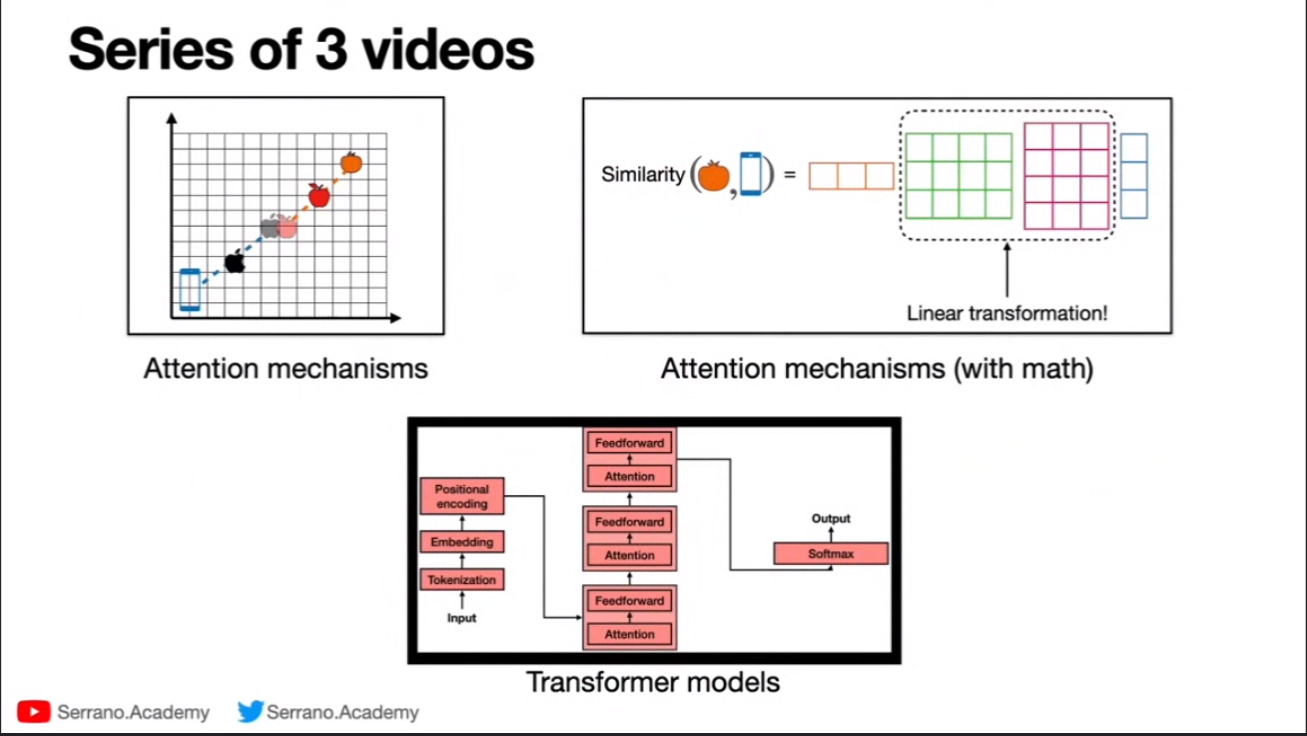 Series of 3 videos
Similarity ( , ) =
Linear transformation!
Attention mechanisms
Attention mechanisms (with math)
Positional
encoding
Embedding
Tokenization
Input
Feedforward
Attention
Feedforward
Attention
Feedforward
Attention
Output
Softmax
Transformer models
Serrano.Academy
Serrano.Academy